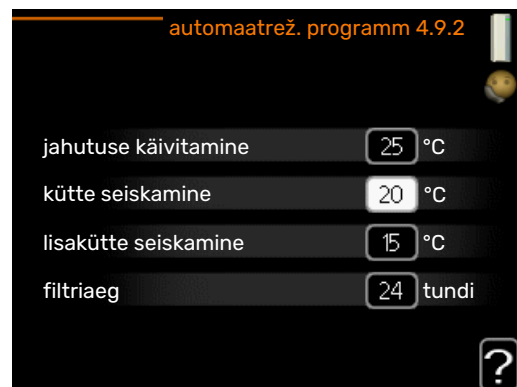 automaatrež. programm 4.9.2
jahutuse käivitamine 25 °C
kütte seiskamine 20 °C
lisakütte seiskamine 15 °C
filtriaeg 24 tundi
?